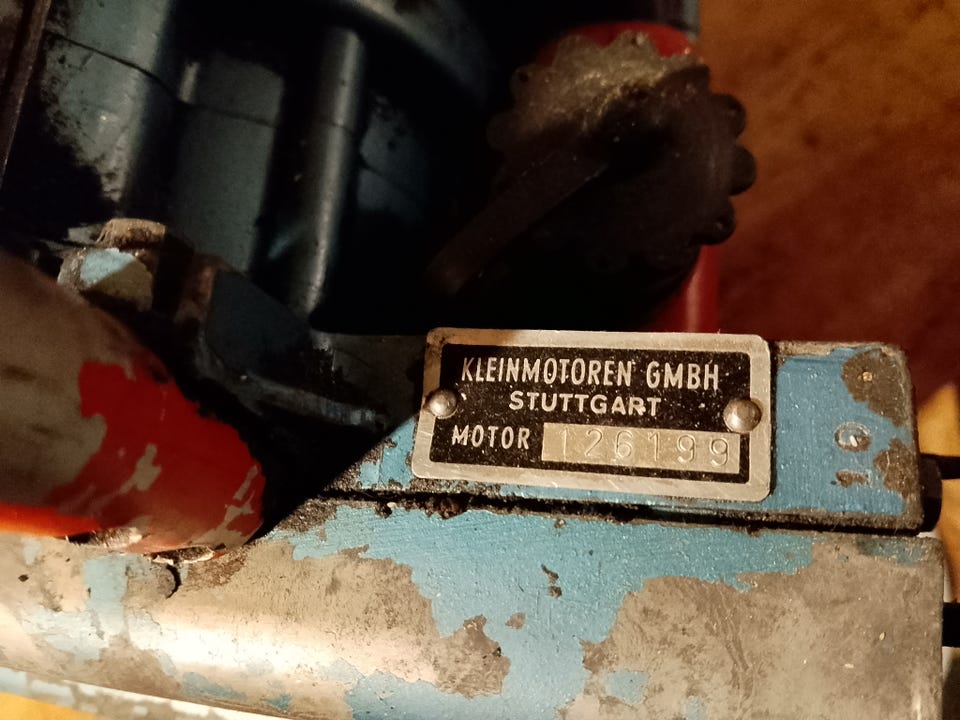 KLEINMOTOREN GMBH
STUTTGART
MOTOR 126199